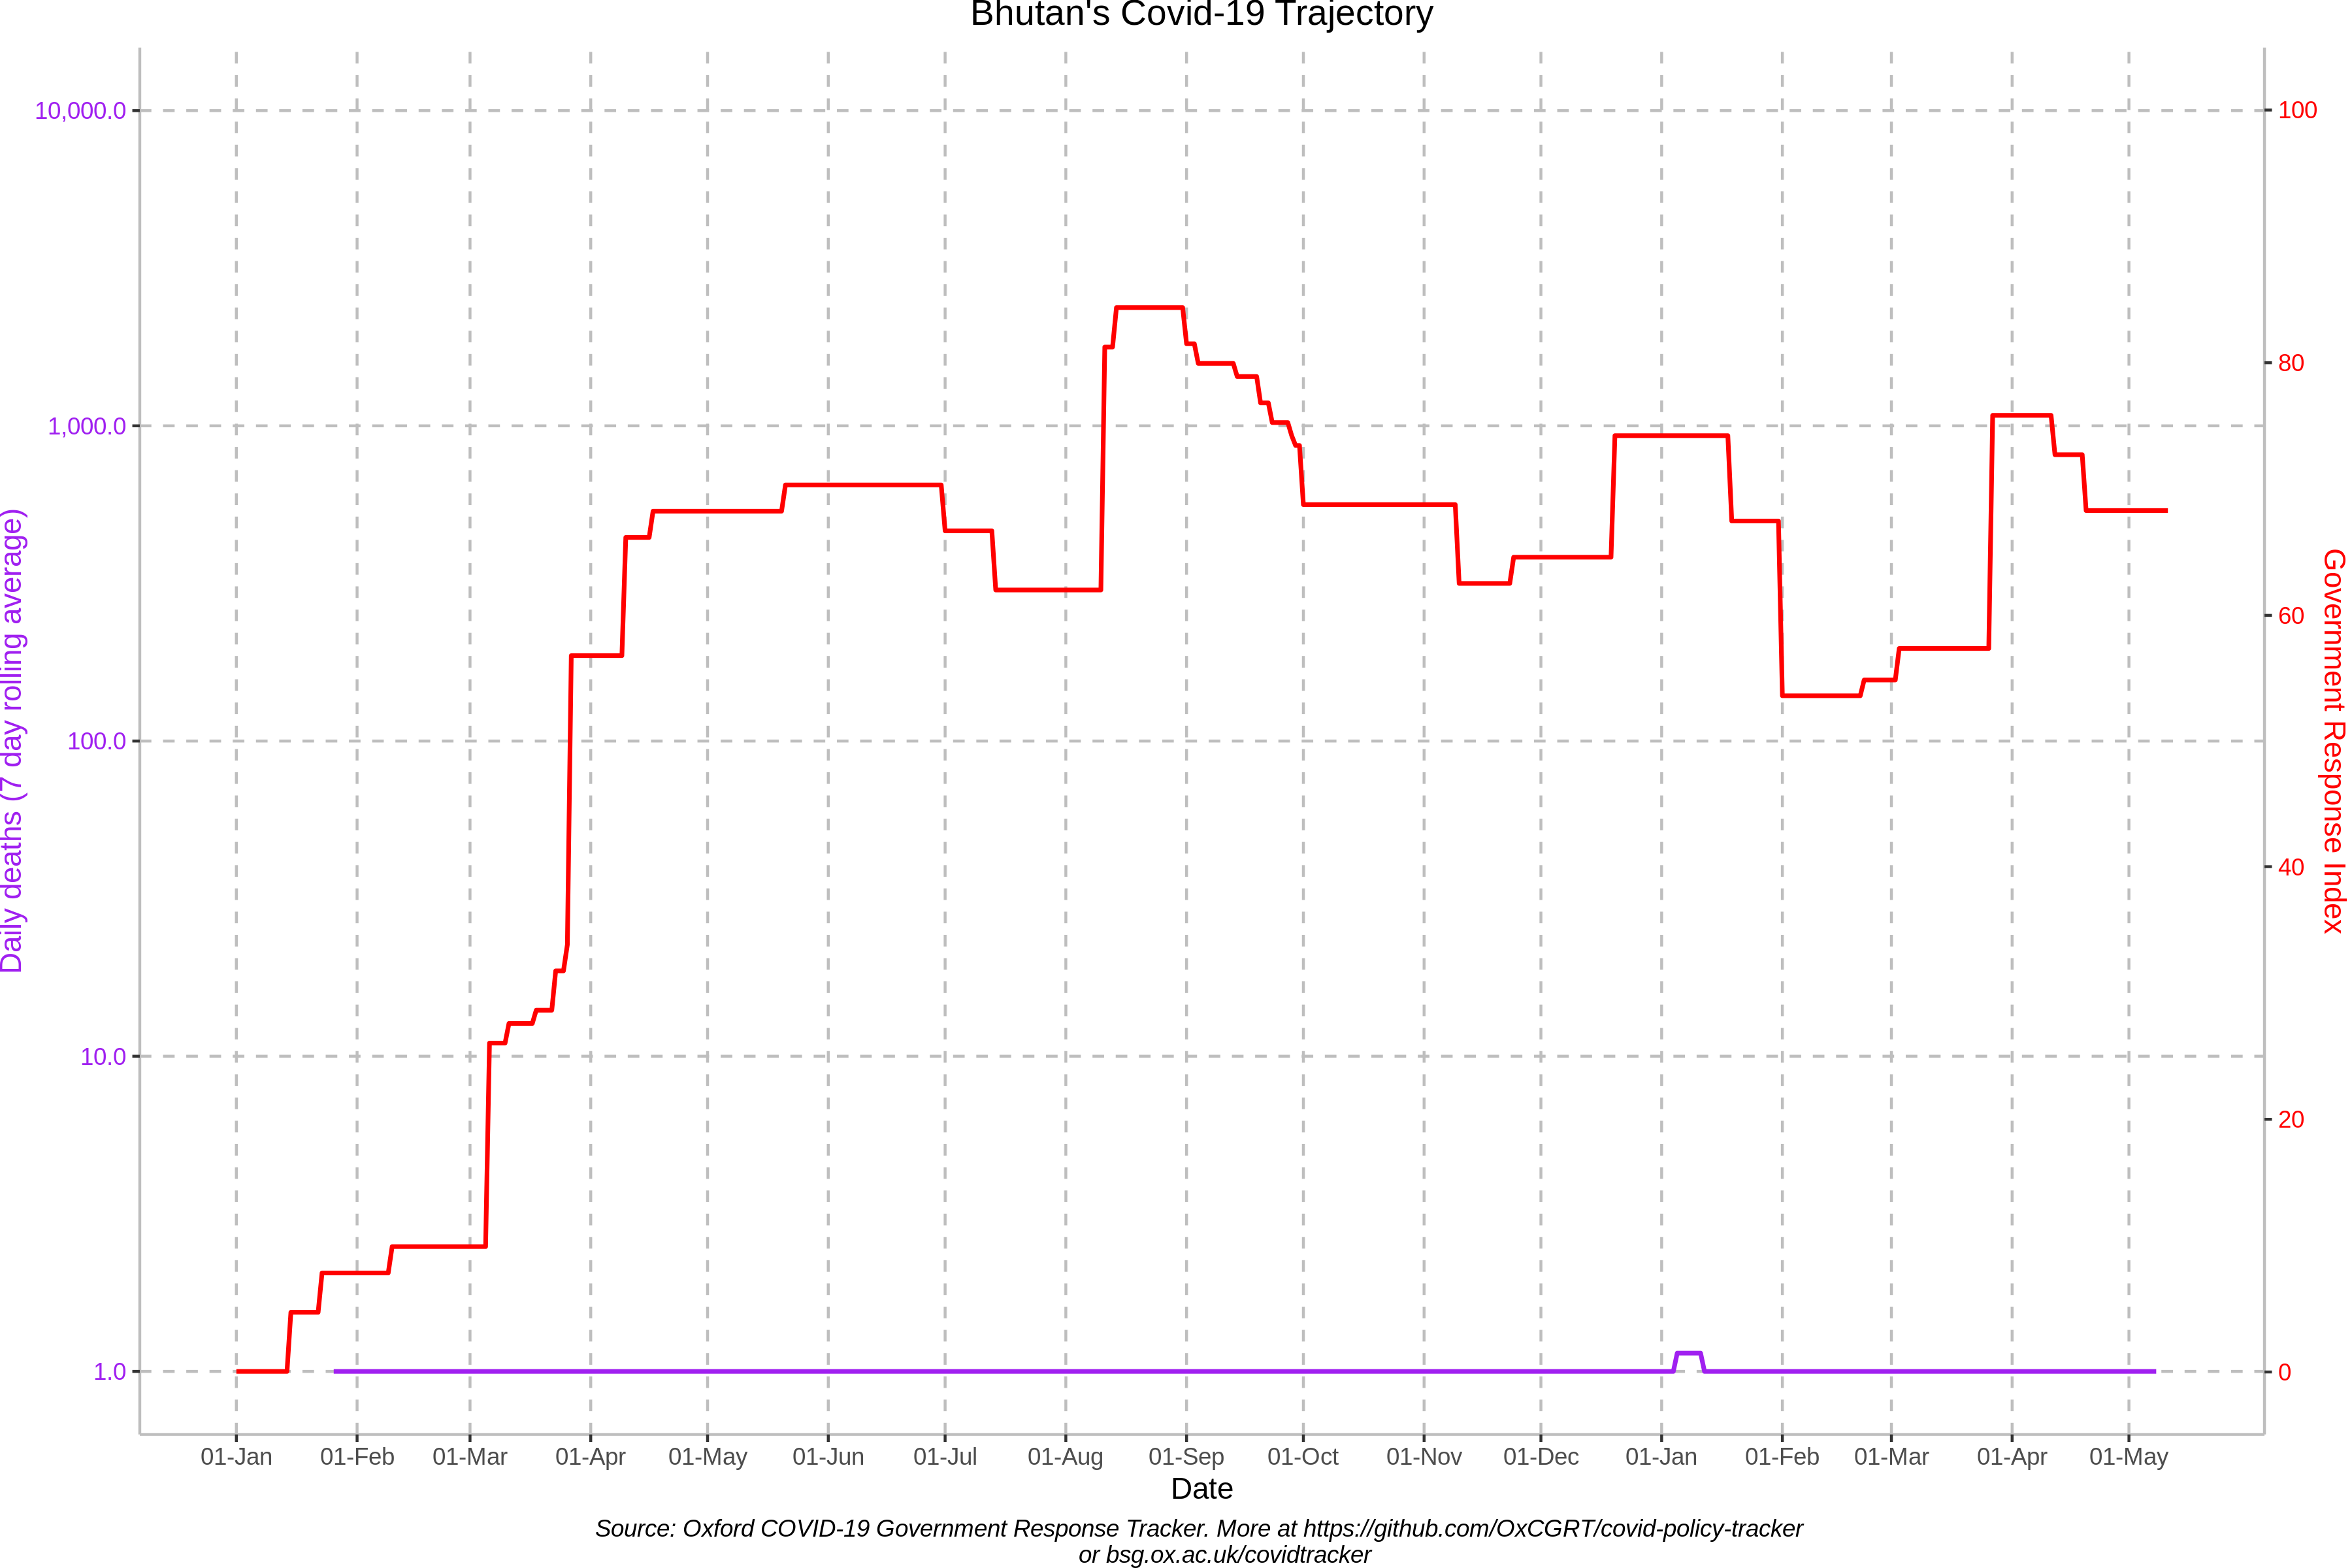 Bhutan's Covid-19 Trajectory
10,000.0
1,000.0
100.0
10.0
1.0
Daily deaths (7 day rolling average)
100
80
60
40
20
0
Government Response Index
01-Jan 01-Feb 01-Mar 01-Apr 01-May 01-Jun 01-Jul 01-Aug 01-Sep 01-Oct 01-Nov 01-Dec 01-Jan 01-Feb 01-Mar 01-Apr 01-May
Date
Source: Oxford COVID-19 Government Response Tracker. More at https://github.com/OxCGRT/covid-policy-tracker
or bsg.ox.ac.uk/covidtracker